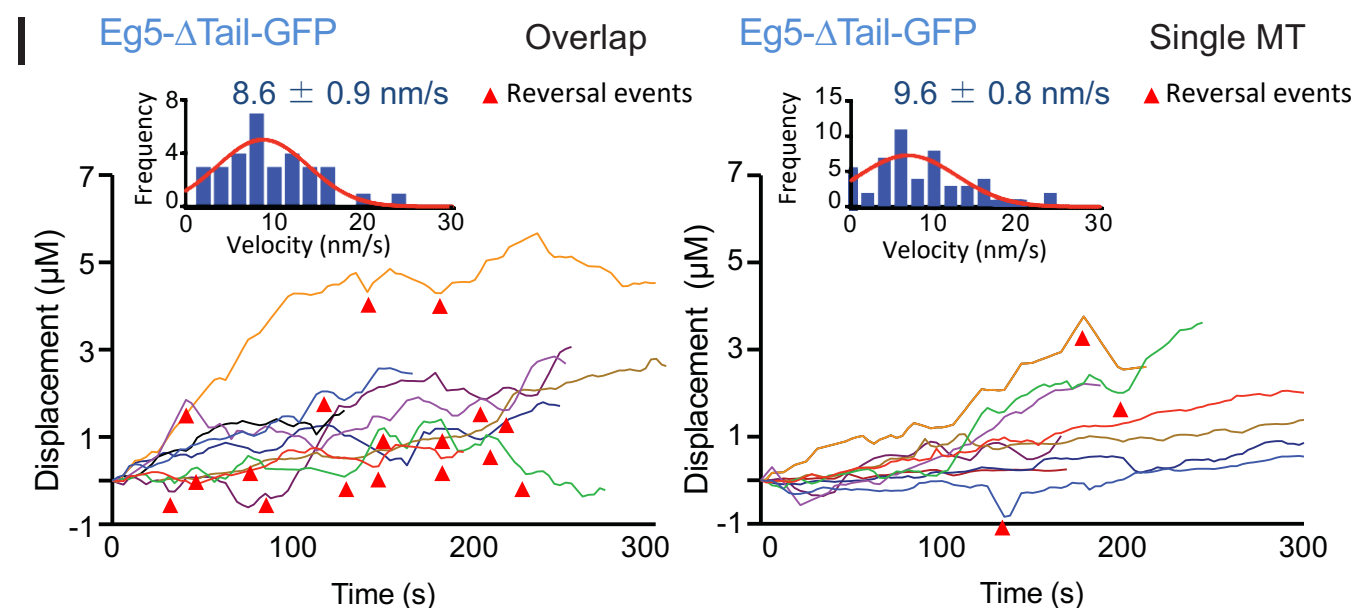 I
Eg5-ΔTail-GFP Overlap
8.6 ± 0.9 nm/s
▲ Reversal events
Frequency
8
4
0
0 10 20 30
Velocity (nm/s)
Displacement (μM)
7
5
3
1
-1
0 100 200 300
Time (s)
Eg5-ΔTail-GFP Single MT
9.6 ± 0.8 nm/s
▲ Reversal events
Frequency
15
10
5
0
0 10 20 30
Velocity (nm/s)
Displacement (μM)
7
5
3
1
-1
0 100 200 300
Time (s)